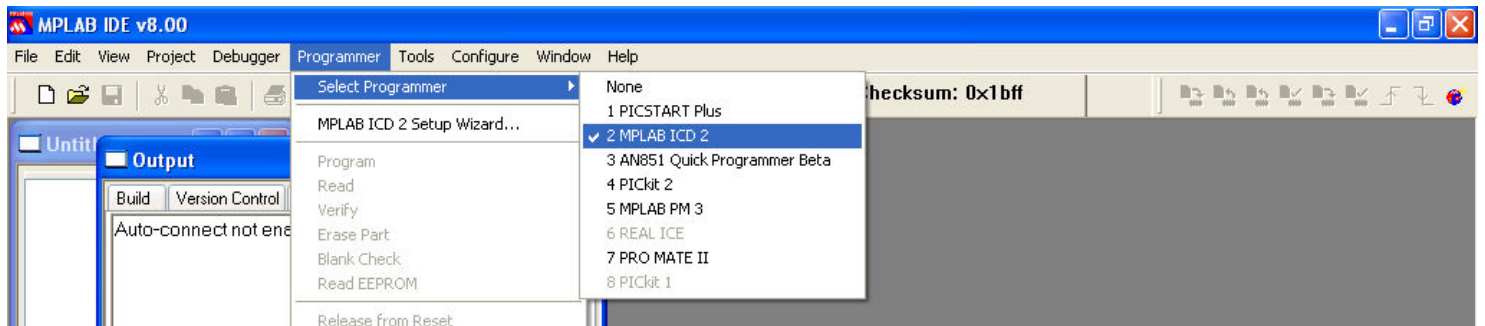 MPLAB IDE v8.00
File Edit View Project Debugger Programmer Tools Configure Window Help
Select Programmer
MPLAB ICD 2 Setup Wizard...
Program
Read
Verify
Erase Part
Blank Check
Read EEPROM
Release from Reset
None
1 PICSTART Plus
2 MPLAB ICD 2
3 AN851 Quick Programmer Beta
4 PICkit 2
5 MPLAB PM 3
6 REAL ICE
7 PRO MATE II
8 PICkit 1
hecksum: 0x1bff
Untitl
Output
Build Version Control
Auto-connect not ena